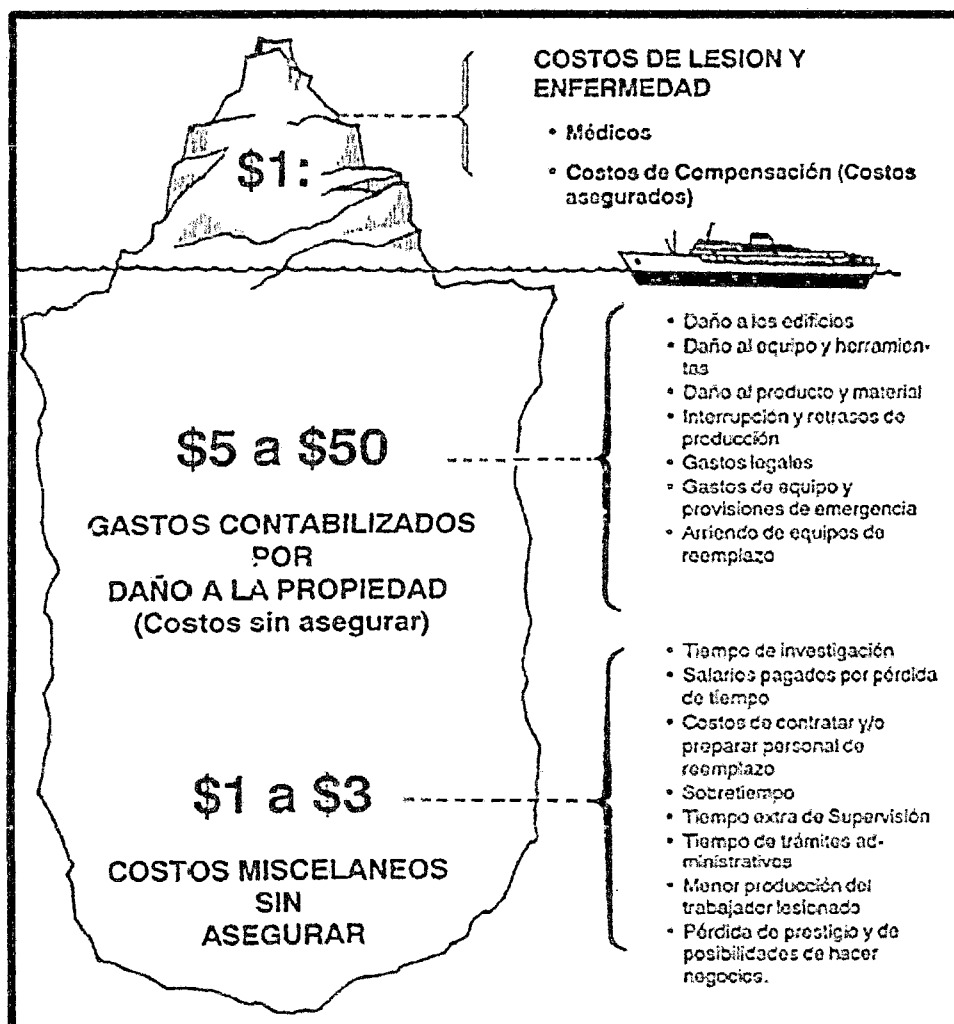 COSTOS DE LESION Y
ENFERMEDAD
• Médicos
• Costos de Compensación (Costos
asegurados)
$1:
• Daño a los edificios
• Daño al equipo y herramien-
tas
• Daño al producto y material
• Interrupción y retrasos de
producción
• Gastos legales
• Gastos de equipo y
provisiones de emergencia
• Arriendo de equipos de
reemplazo
$5 a $50
GASTOS CONTABILIZADOS
POR
DAÑO A LA PROPIEDAD
(Costos sin asegurar)
• Tiempo de investigación
• Salarios pagados por pérdida
de tiempo
• Costos de contratar y/o
preparar personal de
reemplazo
• Sobretiempo
• Tiempo extra de Supervisión
• Tiempo de trámites ad-
ministrativos
• Menor producción del
trabajador lesionado
• Pérdida de prestigio y de
posibilidades de hacer
negocios.
$1 a $3
COSTOS MISCELANEOS
SIN
ASEGURAR